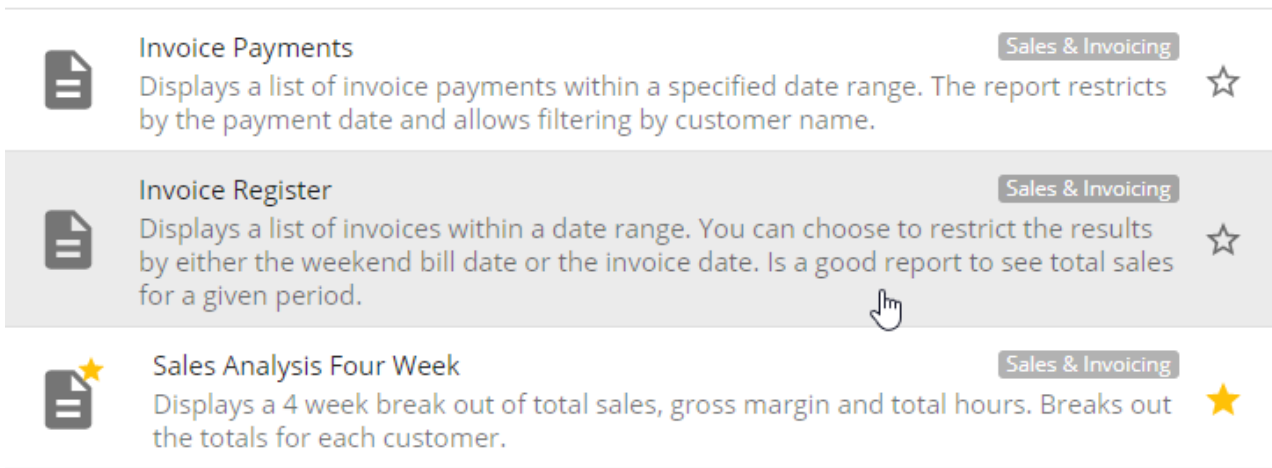 Invoice Payments
Sales & Invoicing
Displays a list of invoice payments within a specified date range. The report restricts
by the payment date and allows filtering by customer name.
Invoice Register
Sales & Invoicing
Displays a list of invoices within a date range. You can choose to restrict the results
by either the weekend bill date or the invoice date. Is a good report to see total sales
for a given period.
Sales Analysis Four Week
Sales & Invoicing
Displays a 4 week break out of total sales, gross margin and total hours. Breaks out
the totals for each customer.